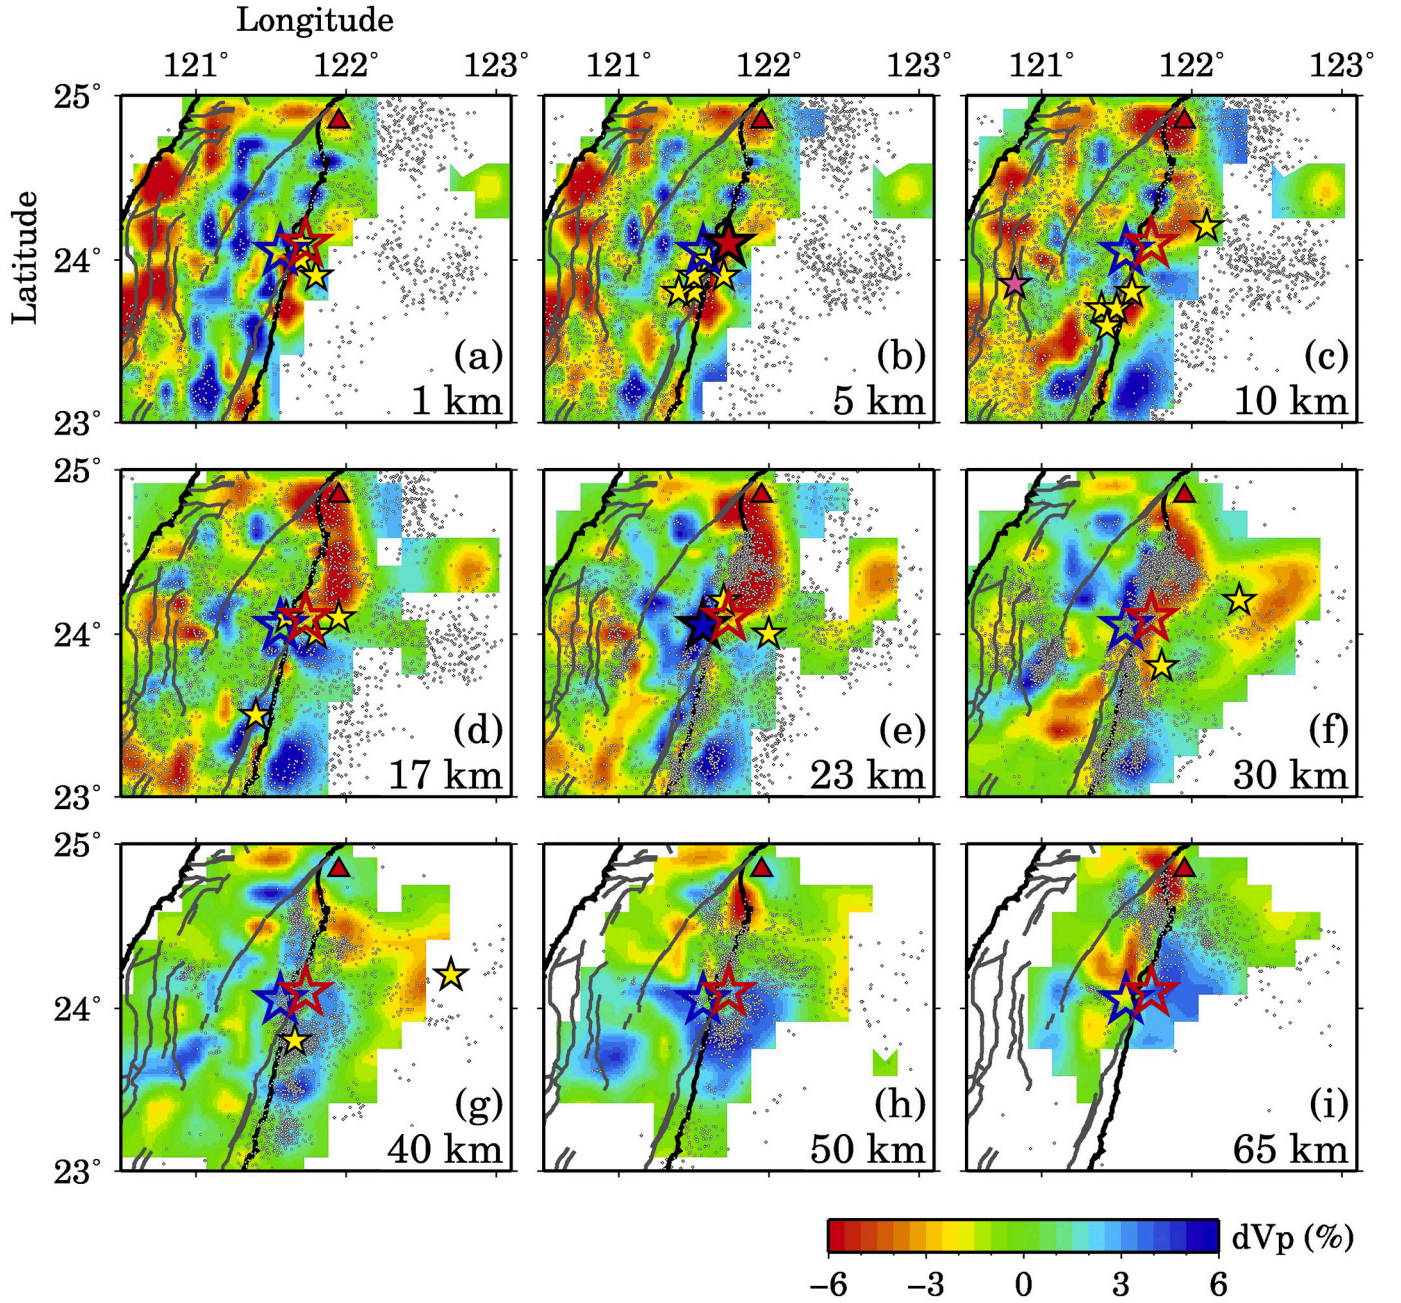 Longitude
121° 122° 123° 121° 122° 123° 121° 122° 123°
Latitude
25°
24°
23°
(a)
1 km
(b)
5 km
(c)
10 km
25°
24°
23°
(d)
17 km
(e)
23 km
(f)
30 km
25°
24°
23°
(g)
40 km
(h)
50 km
(i)
65 km
dVp (%)
−6 −3 0 3 6